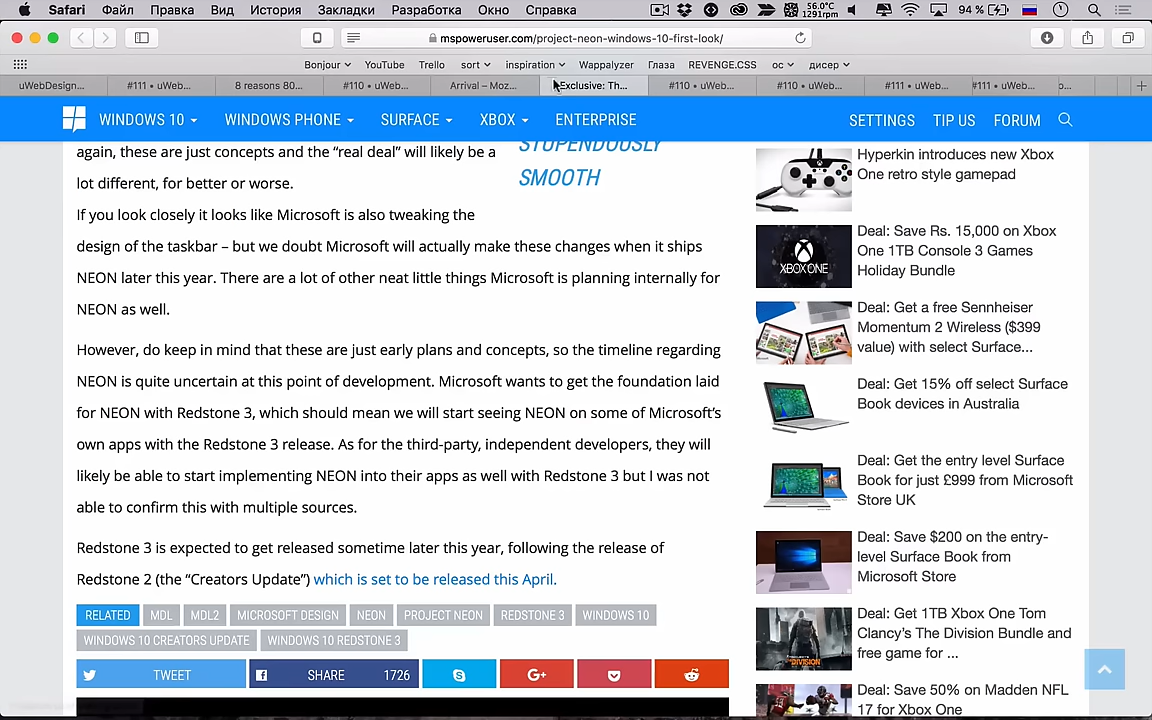 Safari Файл Правка Вид История Закладки Разработка Окно Справка 56.0°C 1291rpm 94 %
mspoweruser.com/project-neon-windows-10-first-look/
Bonjour YouTube Trello sort inspiration Wappalyzer Глаза REVENGE.CSS ос дисер
uWebDesign... #111 • uWeb... 8 reasons 80... #110 • uWeb... Arrival – Moz... Exclusive: Th... #110 • uWeb... #110 • uWeb... #111 • uWeb... #111 • uWeb...
WINDOWS 10 WINDOWS PHONE SURFACE XBOX ENTERPRISE SETTINGS TIP US FORUM
again, these are just concepts and the “real deal” will likely be a
lot different, for better or worse.
STUPENDOUSLY
SMOOTH
If you look closely it looks like Microsoft is also tweaking the
design of the taskbar – but we doubt Microsoft will actually make these changes when it ships
NEON later this year. There are a lot of other neat little things Microsoft is planning internally for
NEON as well.
However, do keep in mind that these are just early plans and concepts, so the timeline regarding
NEON is quite uncertain at this point of development. Microsoft wants to get the foundation laid
for NEON with Redstone 3, which should mean we will start seeing NEON on some of Microsoft’s
own apps with the Redstone 3 release. As for the third-party, independent developers, they will
likely be able to start implementing NEON into their apps as well with Redstone 3 but I was not
able to confirm this with multiple sources.
Redstone 3 is expected to get released sometime later this year, following the release of
Redstone 2 (the “Creators Update”) which is set to be released this April.
RELATED MDL MDL2 MICROSOFT DESIGN NEON PROJECT NEON REDSTONE 3 WINDOWS 10
WINDOWS 10 CREATORS UPDATE WINDOWS 10 REDSTONE 3
TWEET SHARE 1726
Hyperkin introduces new Xbox
One retro style gamepad
XBOX ONE
Deal: Save Rs. 15,000 on Xbox
One 1TB Console 3 Games
Holiday Bundle
Deal: Get a free Sennheiser
Momentum 2 Wireless ($399
value) with select Surface...
Deal: Get 15% off select Surface
Book devices in Australia
Deal: Get the entry level Surface
Book for just £999 from Microsoft
Store UK
Deal: Save $200 on the entry-
level Surface Book from
Microsoft Store
Deal: Get 1TB Xbox One Tom
Clancy’s The Division Bundle and
free game for ...
Deal: Save 50% on Madden NFL
17 for Xbox One